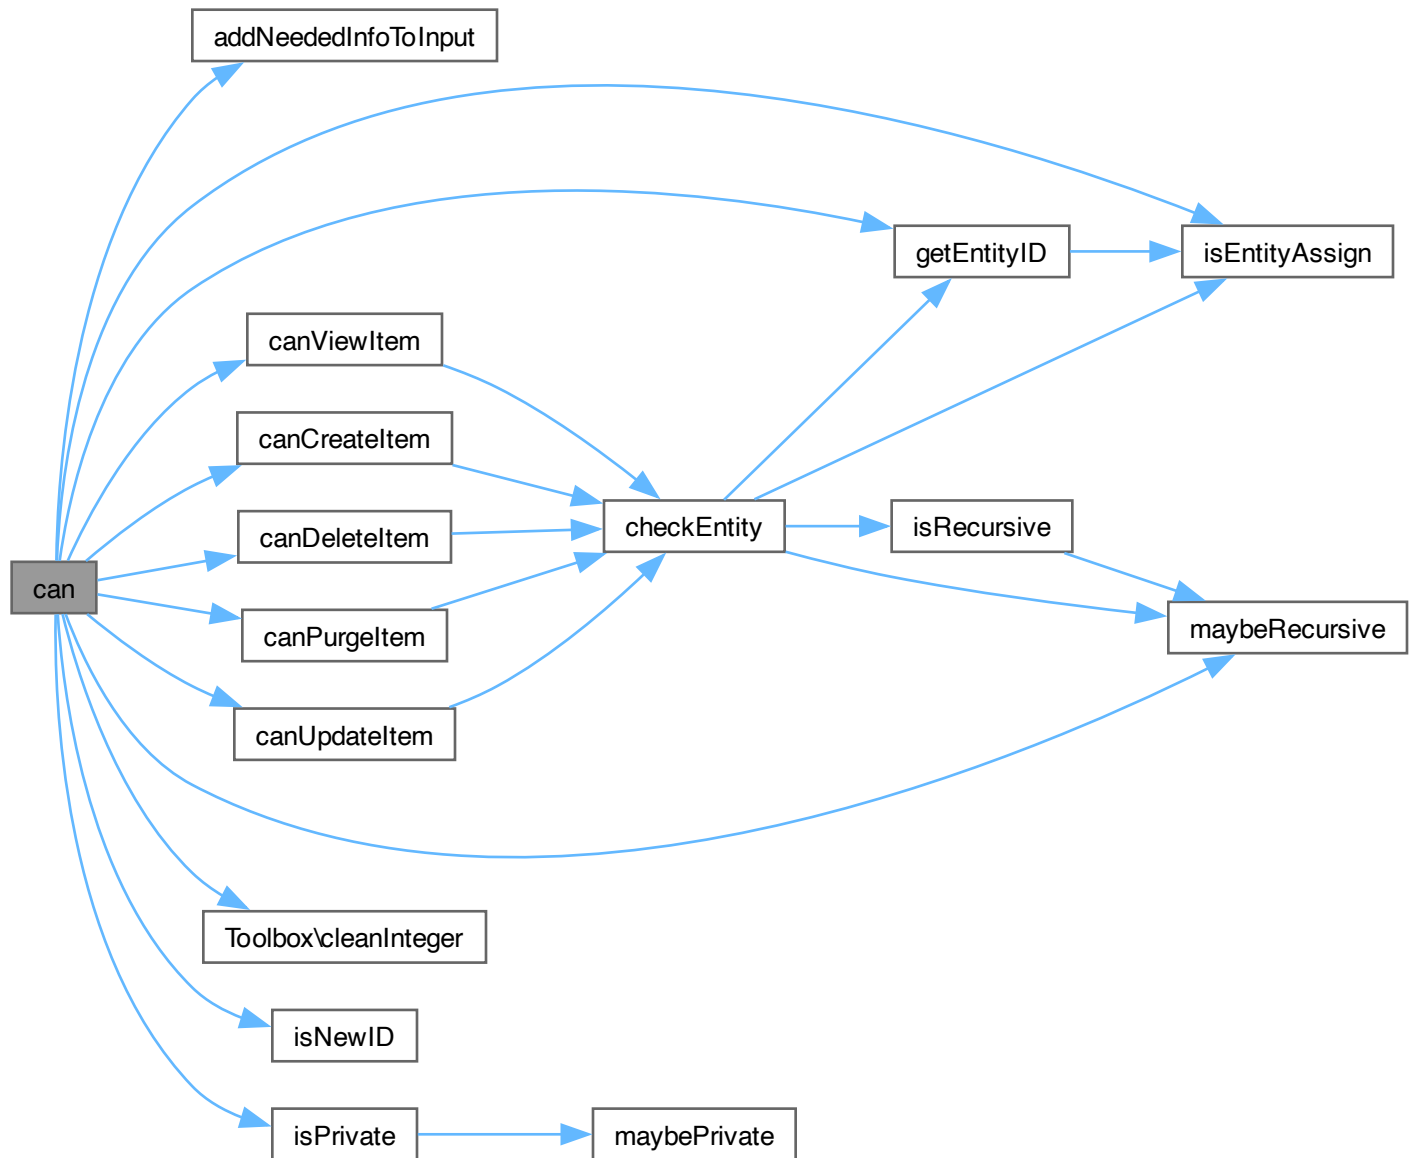 addNeededInfoToInput
getEntityID
isEntityAssign
canViewItem
canCreateItem
canDeleteItem
checkEntity
isRecursive
can
canPurgeItem
maybeRecursive
canUpdateItem
Toolbox\cleanInteger
isNewID
isPrivate
maybePrivate